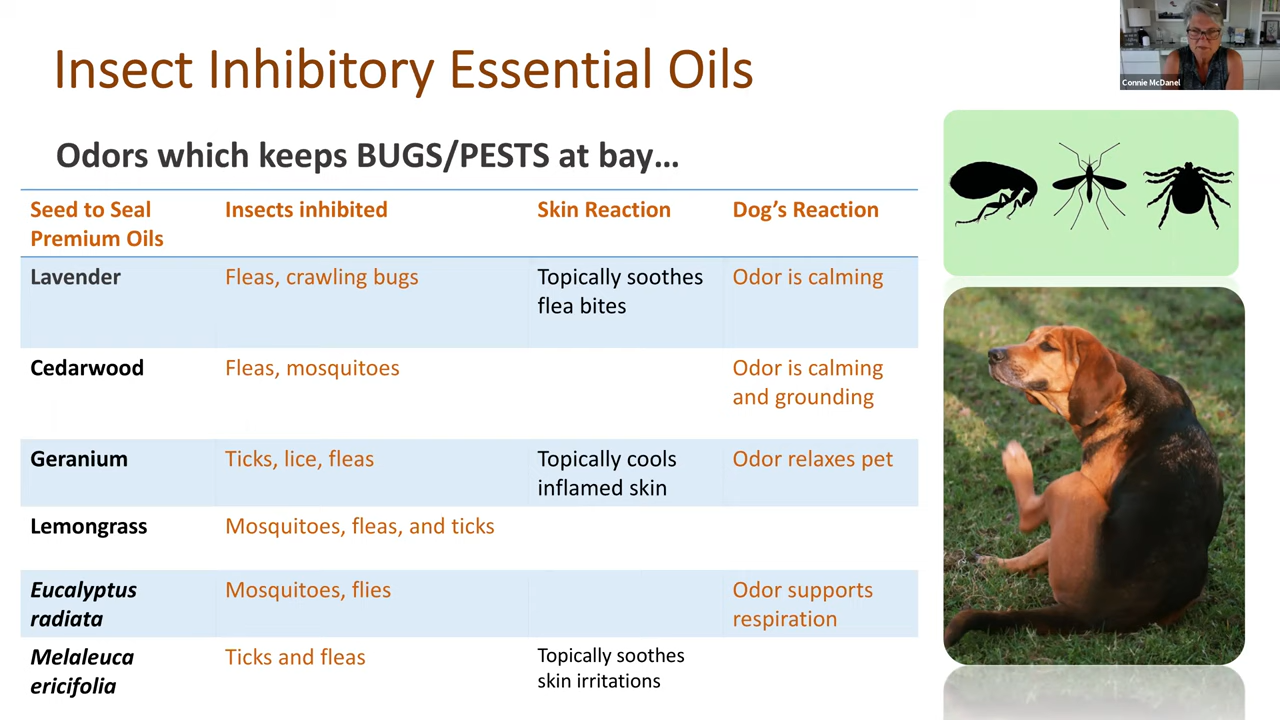 Insect Inhibitory Essential Oils
Connie McDanel
Odors which keeps BUGS/PESTS at bay...
Seed to Seal Premium Oils
Insects inhibited
Skin Reaction
Dog's Reaction
Lavender
Fleas, crawling bugs
Topically soothes
flea bites
Odor is calming
Cedarwood
Fleas, mosquitoes
Odor is calming
and grounding
Geranium
Ticks, lice, fleas
Topically cools
inflamed skin
Odor relaxes pet
Lemongrass
Mosquitoes, fleas, and ticks
Eucalyptus
radiata
Mosquitoes, flies
Odor supports
respiration
Melaleuca
ericifolia
Ticks and fleas
Topically soothes
skin irritations